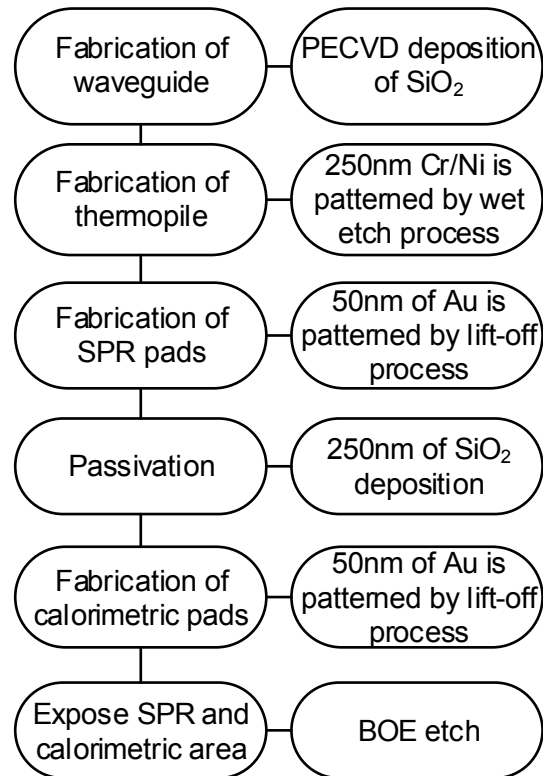 Fabrication of
waveguide
PECVD deposition
of SiO₂
Fabrication of
thermopile
250nm Cr/Ni is
patterned by wet
etch process
Fabrication of
SPR pads
50nm of Au is
patterned by lift-off
process
Passivation
250nm of SiO₂
deposition
Fabrication of
calorimetric pads
50nm of Au is
patterned by lift-off
process
Expose SPR and
calorimetric area
BOE etch